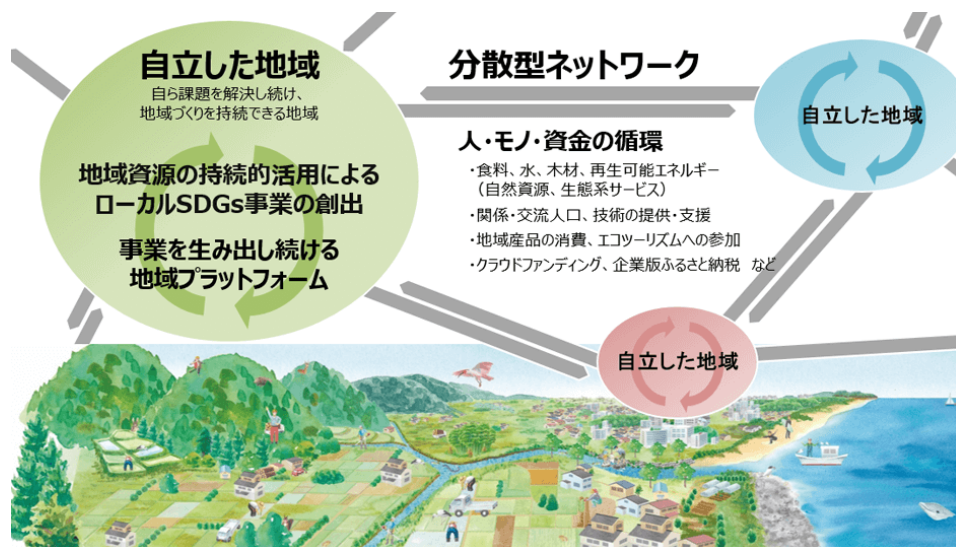 自立した地域
自ら課題を解決し続け、
地域づくりを持続できる地域
地域資源の持続的活用による
ローカルSDGs事業の創出
事業を生み出し続ける
地域プラットフォーム
分散型ネットワーク
人・モノ・資金の循環
・食料、水、木材、再生可能エネルギー
（自然資源、生態系サービス）
・関係・交流人口、技術の提供・支援
・地域産品の消費、エコツーリズムへの参加
・クラウドファンディング、企業版ふるさと納税 など
自立した地域
自立した地域